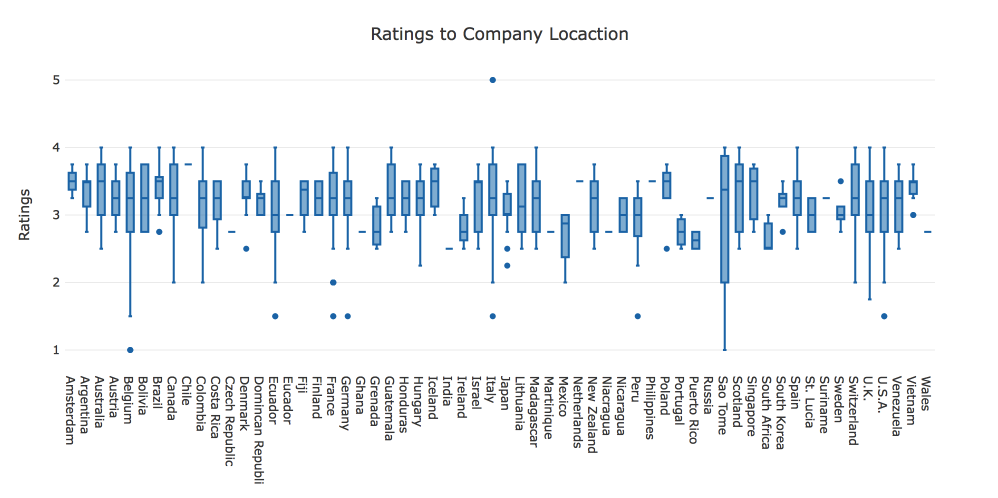 Ratings to Company Locaction
Ratings
5
4
3
2
1
Amsterdam
Argentina
Australia
Austria
Belgium
Bolivia
Brazil
Canada
Chile
Colombia
Costa Rica
Czech Republic
Denmark
Domincan Republi
Ecuador
Eucador
Fiji
Finland
France
Germany
Ghana
Grenada
Guatemala
Honduras
Hungary
Iceland
India
Ireland
Israel
Italy
Japan
Lithuania
Madagascar
Martinique
Mexico
Netherlands
New Zealand
Niacragua
Nicaragua
Peru
Philippines
Poland
Portugal
Puerto Rico
Russia
Sao Tome
Scotland
Singapore
South Africa
South Korea
Spain
St. Lucia
Suriname
Sweden
Switzerland
U.K.
U.S.A.
Venezuela
Vietnam
Wales